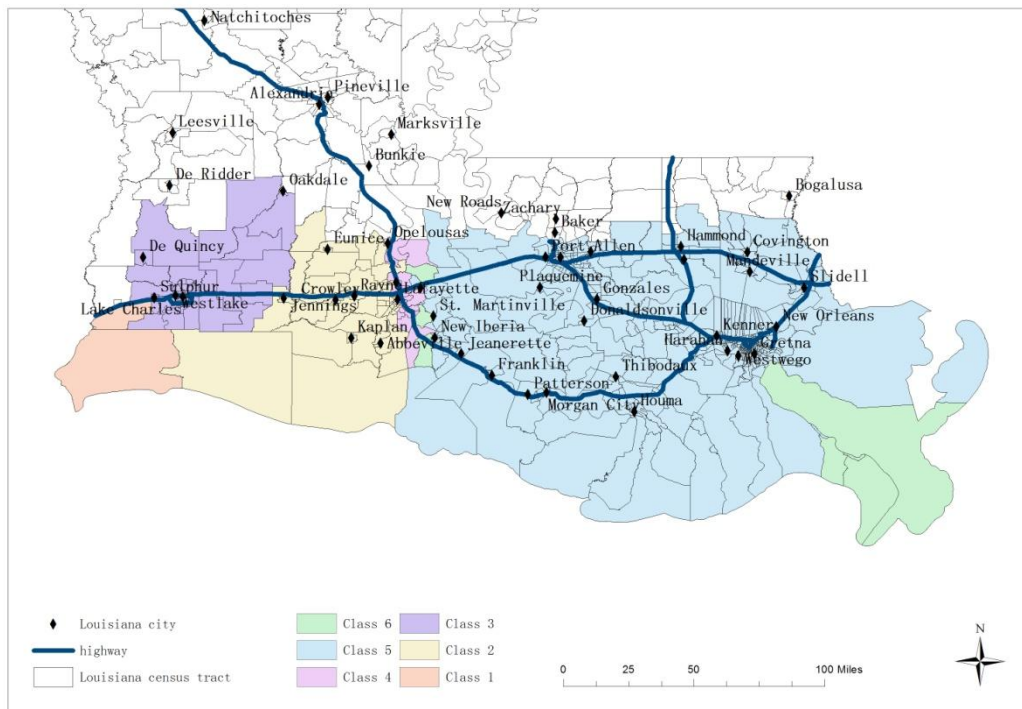 Natchitoches
Pineville
Alexandria
Leesville
Marksville
Bunkie
De Ridder
Oakdale
Bogalusa
New Roads
Zachary
Baker
Eunice
Opelousas
Hammond
Covington
De Quincy
Port Allen
Mandeville
Plaquemine
Slidell
Sulphur
Crowley
Rayne
Lafayette
Gonzales
Lake Charles
Westlake
Jennings
St. Martinville
Donaldsonville
New Orleans
Kaplan
New Iberia
Kenner
Abbeville
Jeanerette
Harahan
Gretna
Franklin
Thibodaux
Westwego
Patterson
Morgan City
Houma
Louisiana city
Class 6
Class 3
highway
Class 5
Class 2
Louisiana census tract
Class 4
Class 1
0 25 50 100 Miles
N